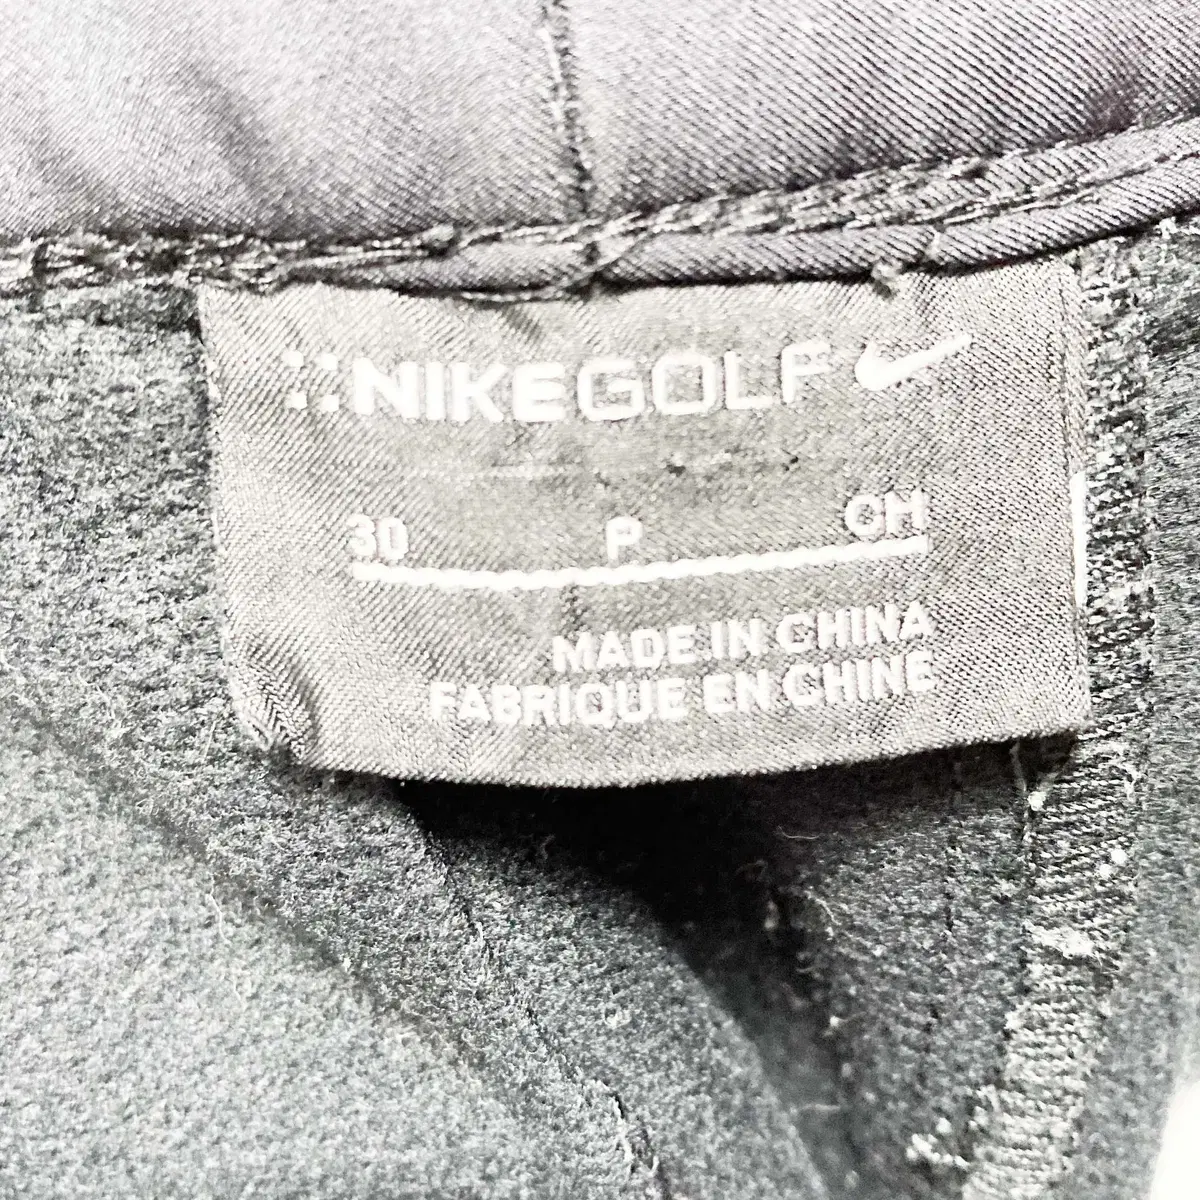 NIKEGOLF
30 P CH
MADE IN CHINA
FABRIQUE EN CHINE